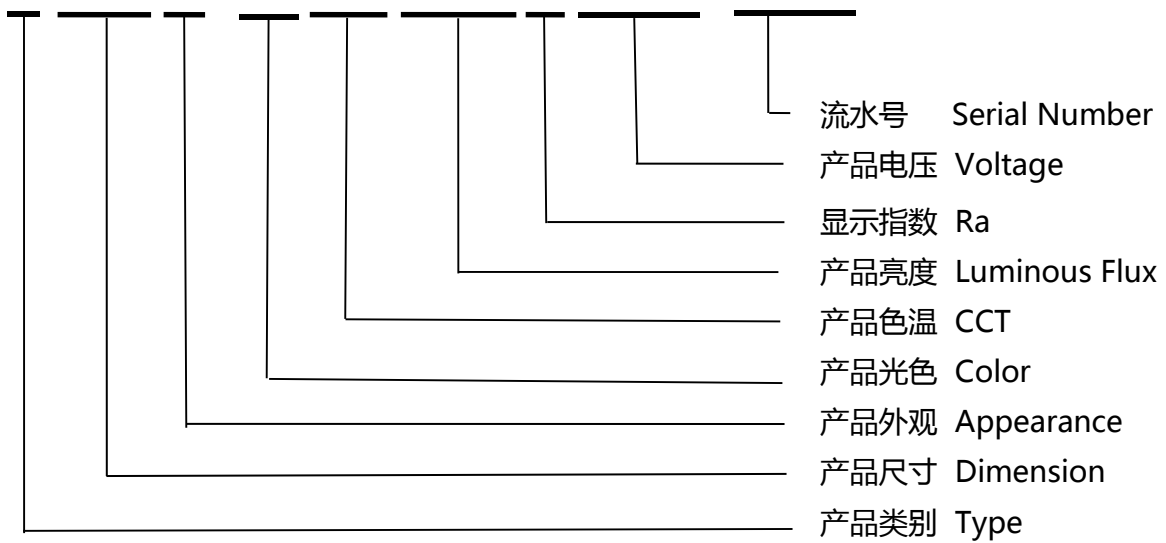 流水号 Serial Number
产品电压 Voltage
显示指数 Ra
产品亮度 Luminous Flux
产品色温 CCT
产品光色 Color
产品外观 Appearance
产品尺寸 Dimension
产品类别 Type